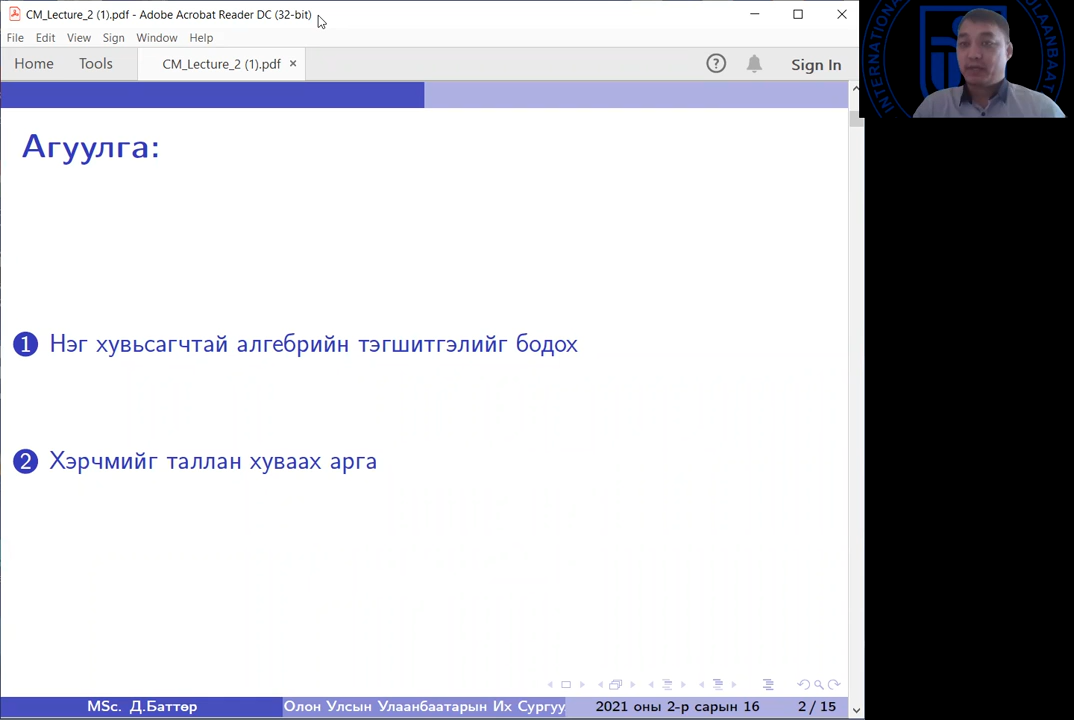 CM_Lecture_2 (1).pdf - Adobe Acrobat Reader DC (32-bit)
File Edit View Sign Window Help
Home Tools CM_Lecture_2 (1).pdf × ? Sign In
INTERNATIONAL ULAANBAAT
Агуулга:
1 Нэг хувьсагчтай алгебрийн тэгшитгэлийг бодох
2 Хэрчмийг таллан хуваах арга
MSc. Д.Баттөр Олон Улсын Улаанбаатарын Их Сургуу 2021 оны 2-р сарын 16 2 / 15